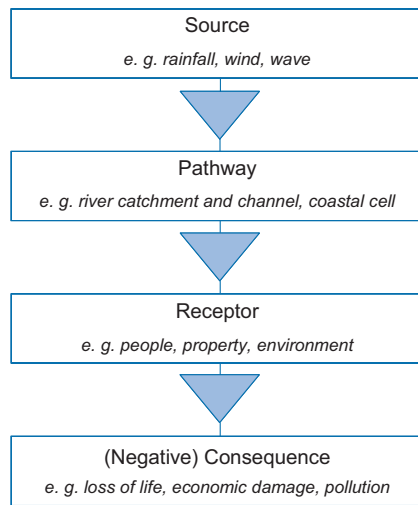 Source
e. g. rainfall, wind, wave
Pathway
e. g. river catchment and channel, coastal cell
Receptor
e. g. people, property, environment
(Negative) Consequence
e. g. loss of life, economic damage, pollution